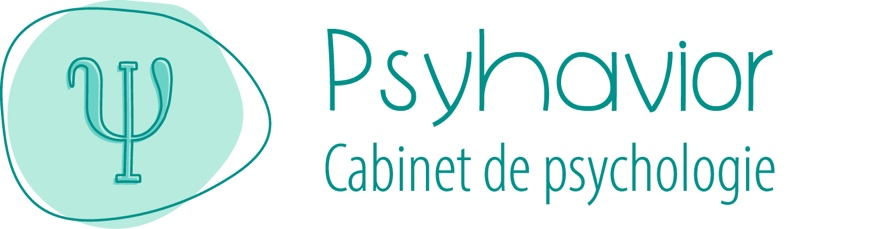 Ψ
Psyhavior
Cabinet de psychologie